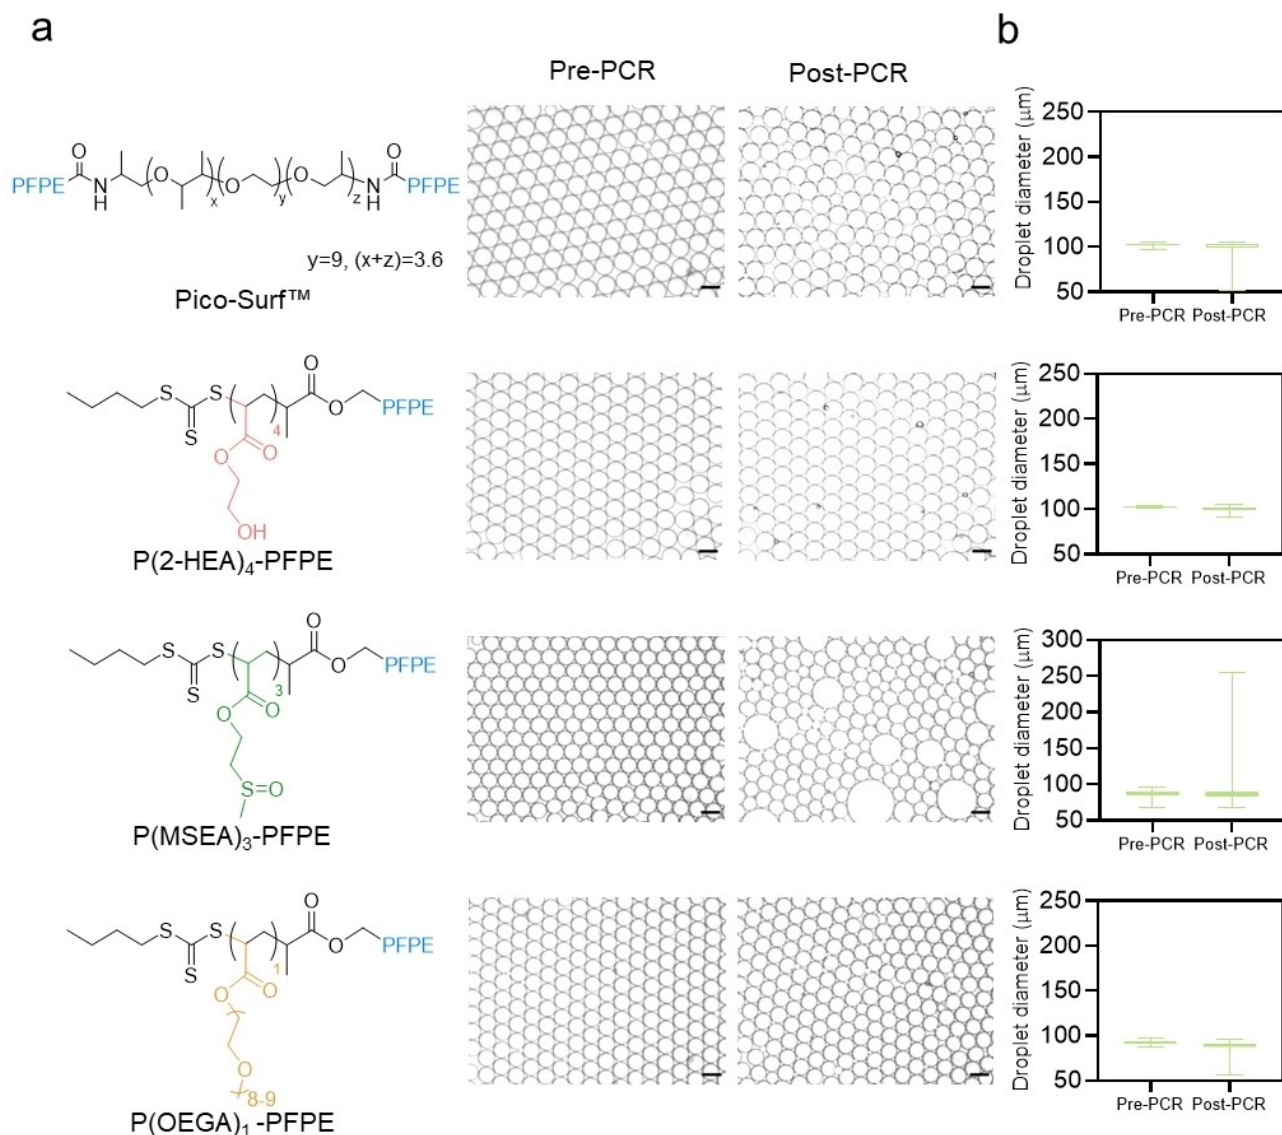 a
b
Pre-PCR
Post-PCR
PFPE
O
N
H
O
x
O
y
O
z
N
H
O
PFPE
y=9, (x+z)=3.6
Pico-Surf™
Droplet diameter (μm)
250
200
150
100
50
Pre-PCR Post-PCR
S
S
S
4
O
O
PFPE
O
O
OH
P(2-HEA)4-PFPE
Droplet diameter (μm)
250
200
150
100
50
Pre-PCR Post-PCR
S
S
S
3
O
O
PFPE
O
O
S=O
P(MSEA)3-PFPE
Droplet diameter (μm)
300
250
200
150
100
50
Pre-PCR Post-PCR
S
S
S
1
O
O
PFPE
O
O
O
8-9
P(OEGA)1-PFPE
Droplet diameter (μm)
250
200
150
100
50
Pre-PCR Post-PCR